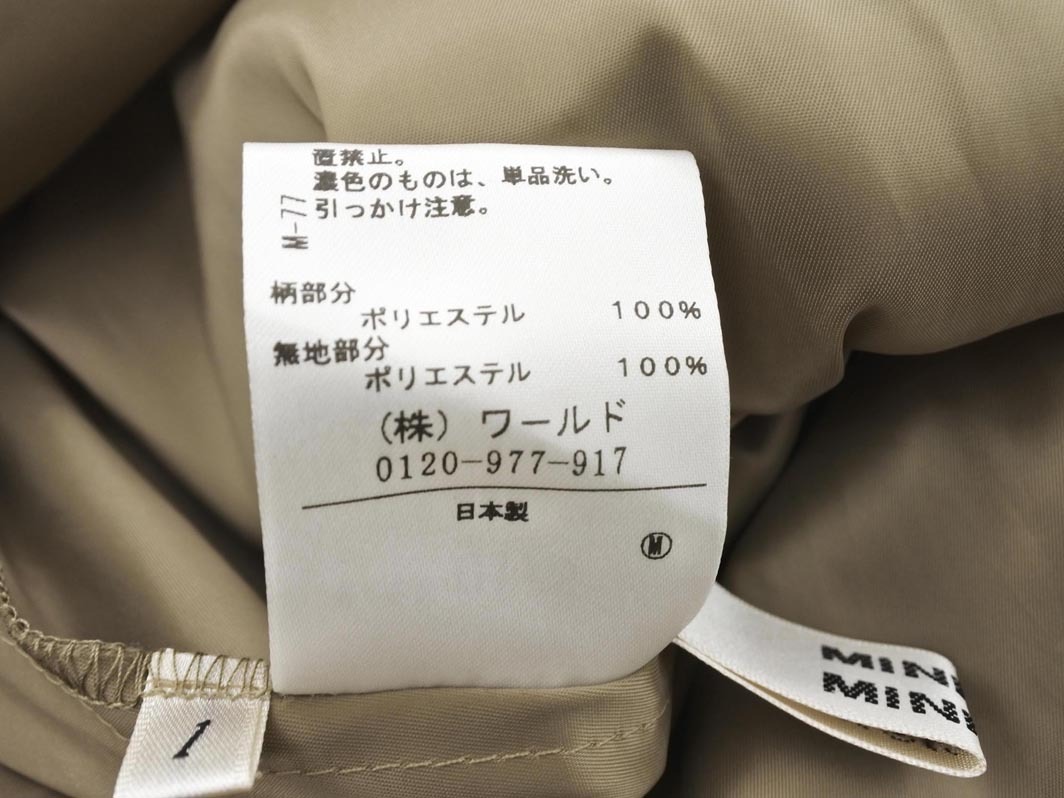 置禁止。
濃色のものは、単品洗い。
引っかけ注意。
M-77
柄部分
ポリエステル 100%
無地部分
ポリエステル 100%
(株) ワールド
0120-977-917
日本製
M
1